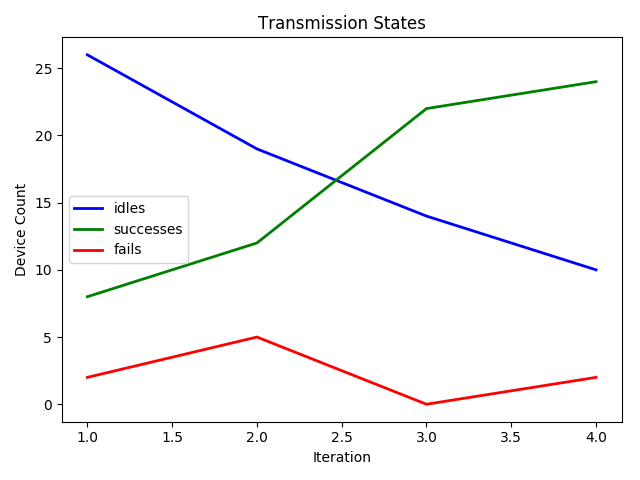 Transmission States
Device Count
25
20
15
10
5
0
idles
successes
fails
1.0 1.5 2.0 2.5 3.0 3.5 4.0
Iteration